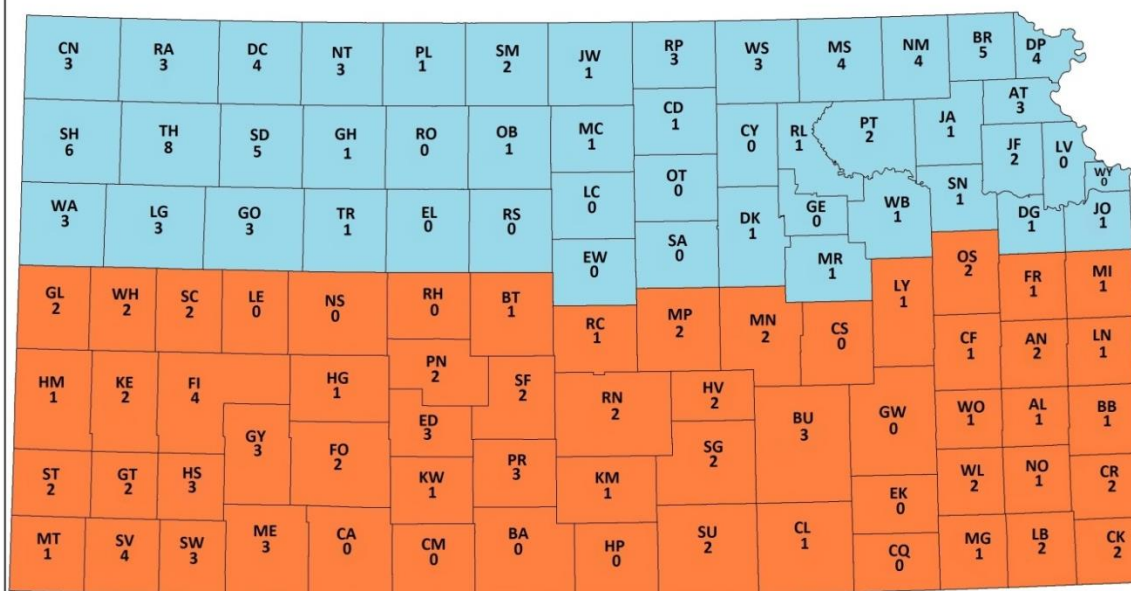 CN
3
RA
3
DC
4
NT
3
PL
1
SM
2
JW
1
RP
3
WS
3
MS
4
NM
4
BR
5
DP
4
CD
1
AT
3
SH
6
TH
8
SD
5
GH
1
RO
0
OB
1
MC
1
CY
0
RL
1
PT
2
JA
1
JF
2
LV
0
WY
0
OT
0
LC
0
WA
3
LG
3
GO
3
TR
1
EL
0
RS
0
DK
1
GE
0
WB
1
SN
1
DG
1
JO
1
EW
0
SA
0
MR
1
OS
2
GL
2
WH
2
SC
2
LE
0
NS
0
RH
0
BT
1
RC
1
MP
2
MN
2
CS
0
LY
1
FR
1
MI
1
CF
1
AN
2
LN
1
HM
1
KE
2
FI
4
HG
1
PN
2
SF
2
RN
2
HV
2
BU
3
GW
0
WO
1
AL
1
BB
1
GY
3
FO
2
ED
3
SG
2
ST
2
GT
2
HS
3
KW
1
PR
3
KM
1
EK
0
WL
2
NO
1
CR
2
MT
1
SV
4
SW
3
ME
3
CA
0
CM
0
BA
0
HP
0
SU
2
CL
1
CQ
0
MG
1
LB
2
CK
2